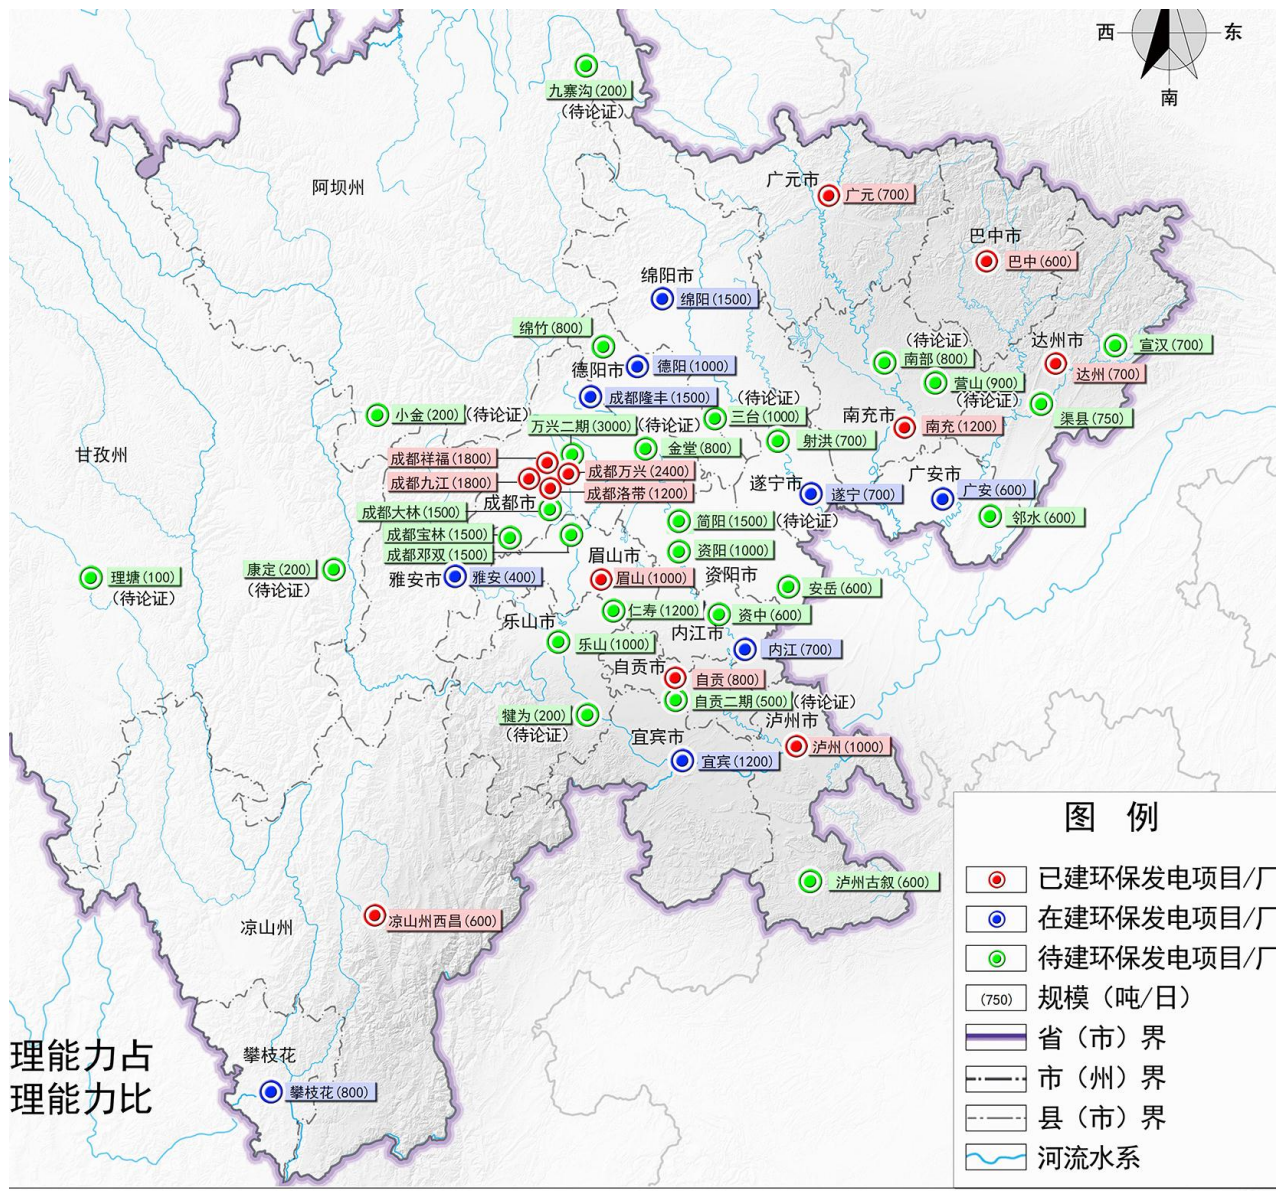 西
东
南
九寨沟(200)
(待论证)
阿坝州
广元市
广元(700)
巴中市
巴中(600)
绵阳市
绵阳(1500)
绵竹(800)
德阳市
德阳(1000)
成都隆丰(1500)
(待论证)
南部(800)
营山(900)
(待论证)
达州市
达州(700)
宣汉(700)
渠县(750)
小金(200)(待论证)
万兴二期(3000)(待论证)
(待论证)
三台(1000)
金堂(800)
射洪(700)
南充市
南充(1200)
甘孜州
成都祥福(1800)
成都九江(1800)
成都万兴(2400)
成都洛带(1200)
成都市
成都大林(1500)
成都宝林(1500)
成都邓双(1500)
遂宁市
遂宁(700)
广安市
广安(600)
邻水(600)
简阳(1500)(待论证)
资阳(1000)
资阳市
安岳(600)
理塘(100)
(待论证)
康定(200)
(待论证)
雅安市
雅安(400)
眉山市
眉山(1000)
仁寿(1200)
资中(600)
内江市
内江(700)
乐山市
乐山(1000)
自贡市
自贡(800)
自贡二期(500)(待论证)
犍为(200)
(待论证)
泸州市
泸州(1000)
宜宾市
宜宾(1200)
泸州古叙(600)
凉山州
凉山州西昌(600)
攀枝花
攀枝花(800)
理能力占
理能力比
图 例
已建环保发电项目/厂
在建环保发电项目/厂
待建环保发电项目/厂
(750) 规模（吨/日）
省（市）界
市（州）界
县（市）界
河流水系